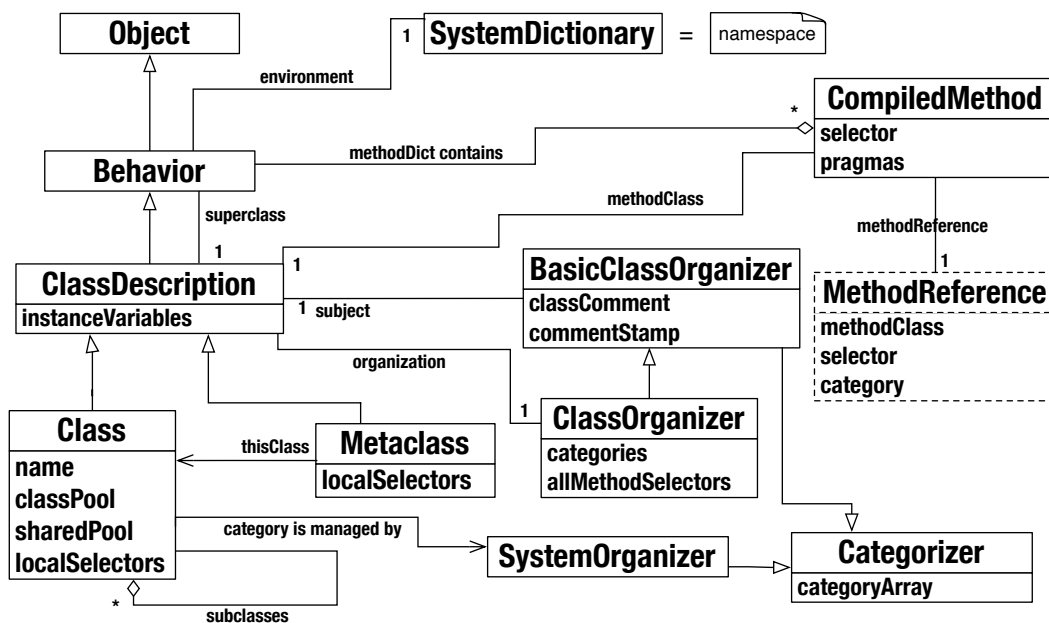 Object
1
SystemDictionary
=
namespace
environment
CompiledMethod
selector
pragmas
*
methodDict contains
Behavior
superclass
1
methodClass
1
methodReference
1
ClassDescription
instanceVariables
1
subject
BasicClassOrganizer
classComment
commentStamp
MethodReference
methodClass
selector
category
organization
1
Class
name
classPool
sharedPool
localSelectors
thisClass
Metaclass
localSelectors
ClassOrganizer
categories
allMethodSelectors
category is managed by
SystemOrganizer
Categorizer
categoryArray
*
subclasses